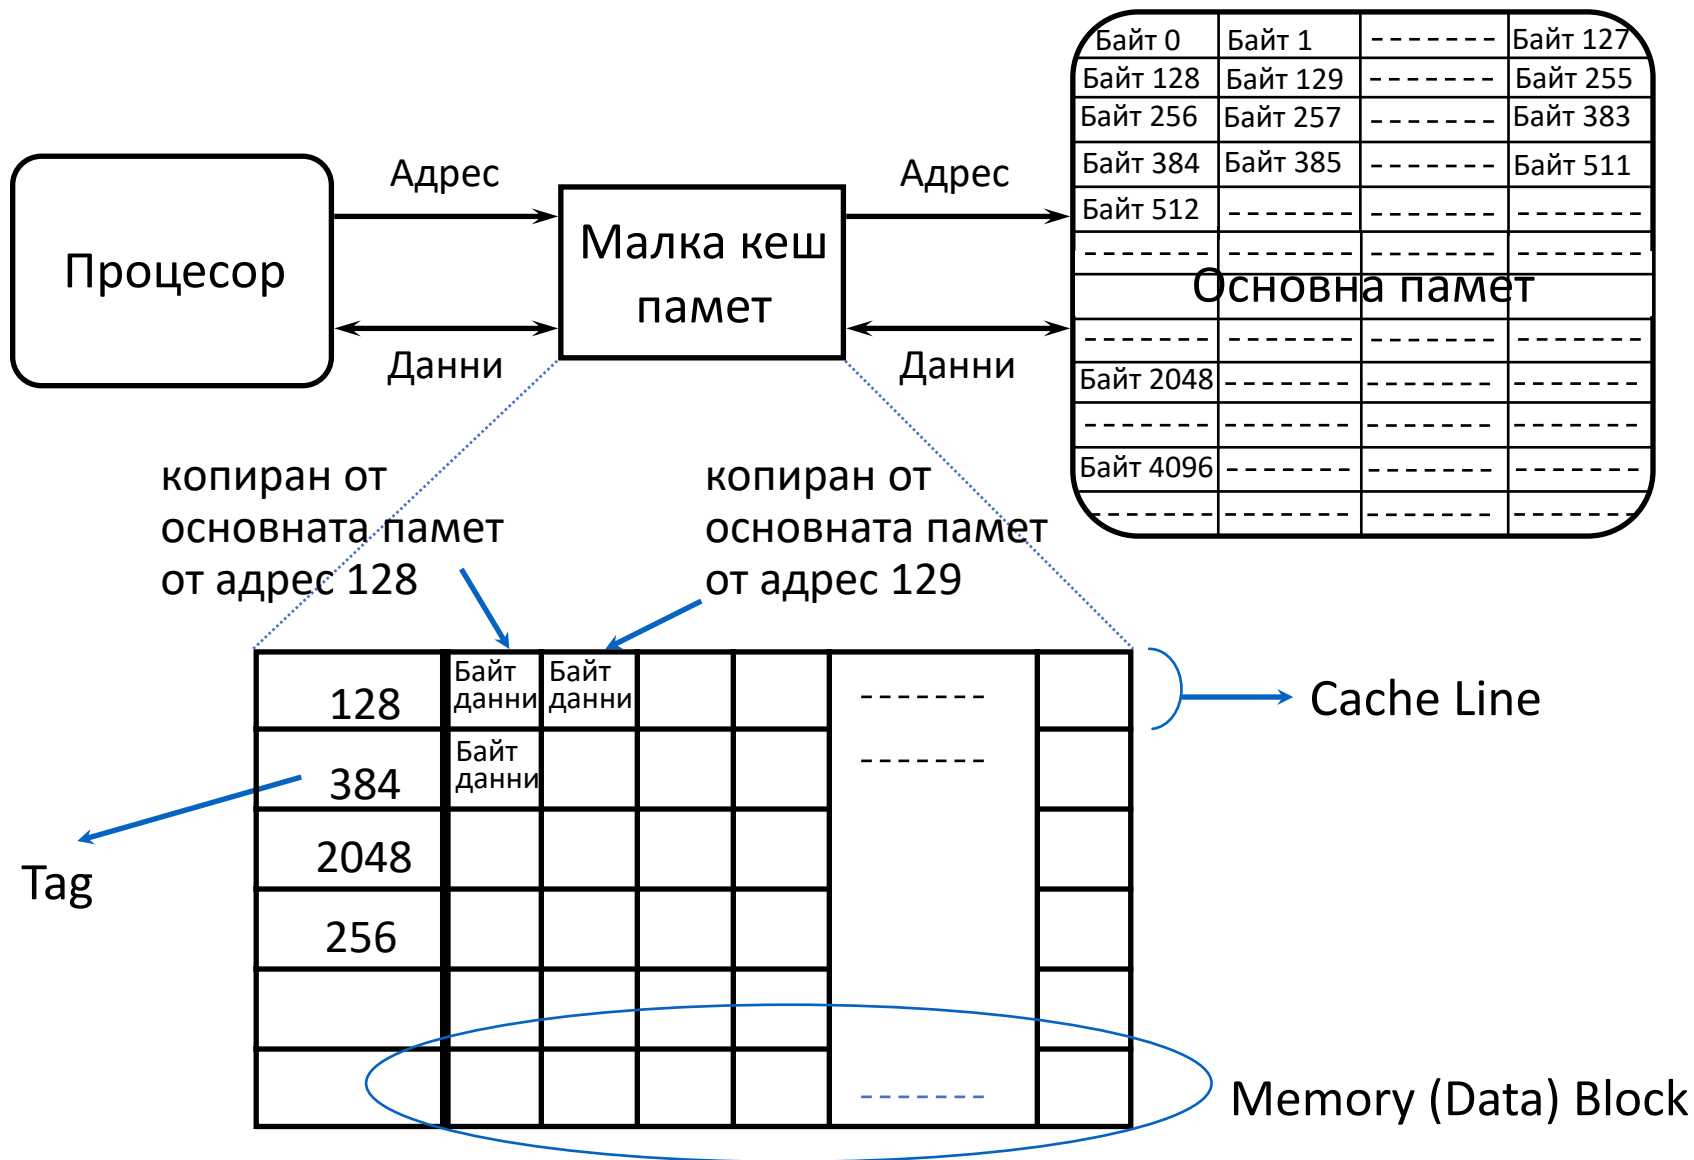 Байт 0 Байт 1 ------- Байт 127
Байт 128 Байт 129 ------- Байт 255
Байт 256 Байт 257 ------- Байт 383
Байт 384 Байт 385 ------- Байт 511
Байт 512 ------- ------- -------
------- ------- ------- -------
Основна памет
------- ------- ------- -------
Байт 2048 ------- ------- -------
------- ------- ------- -------
Байт 4096 ------- ------- -------
------- ------- ------- -------
Процесор
Адрес
Данни
Малка кеш
памет
Адрес
Данни
копиран от
основната памет
от адрес 128
копиран от
основната памет
от адрес 129
128
Байт
данни
Байт
данни
-------
Cache Line
384
Байт
данни
-------
Tag
2048
256
-------
Memory (Data) Block